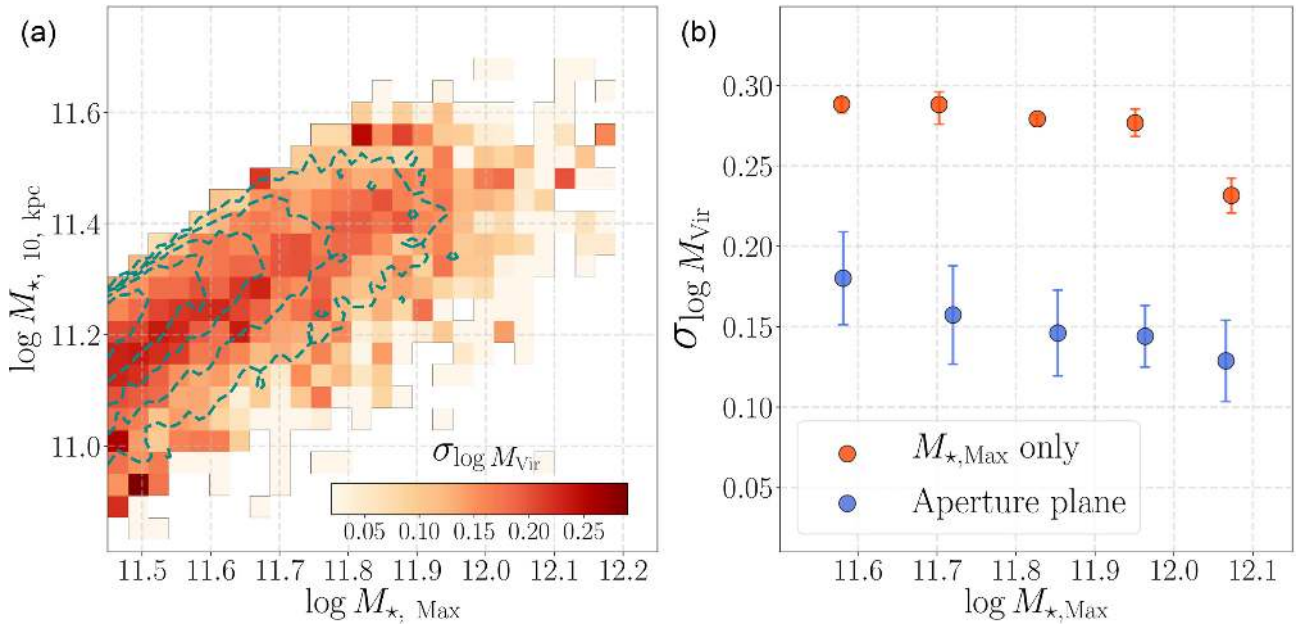 (a)
log M⋆, 10, kpc
11.6
11.4
11.2
11.0
σlog MVir
0.05 0.10 0.15 0.20 0.25
11.5 11.6 11.7 11.8 11.9 12.0 12.1 12.2
log M⋆, Max
(b)
σlog MVir
0.30
0.25
0.20
0.15
0.10
0.05
M⋆,Max only
Aperture plane
11.6 11.7 11.8 11.9 12.0 12.1
log M⋆,Max